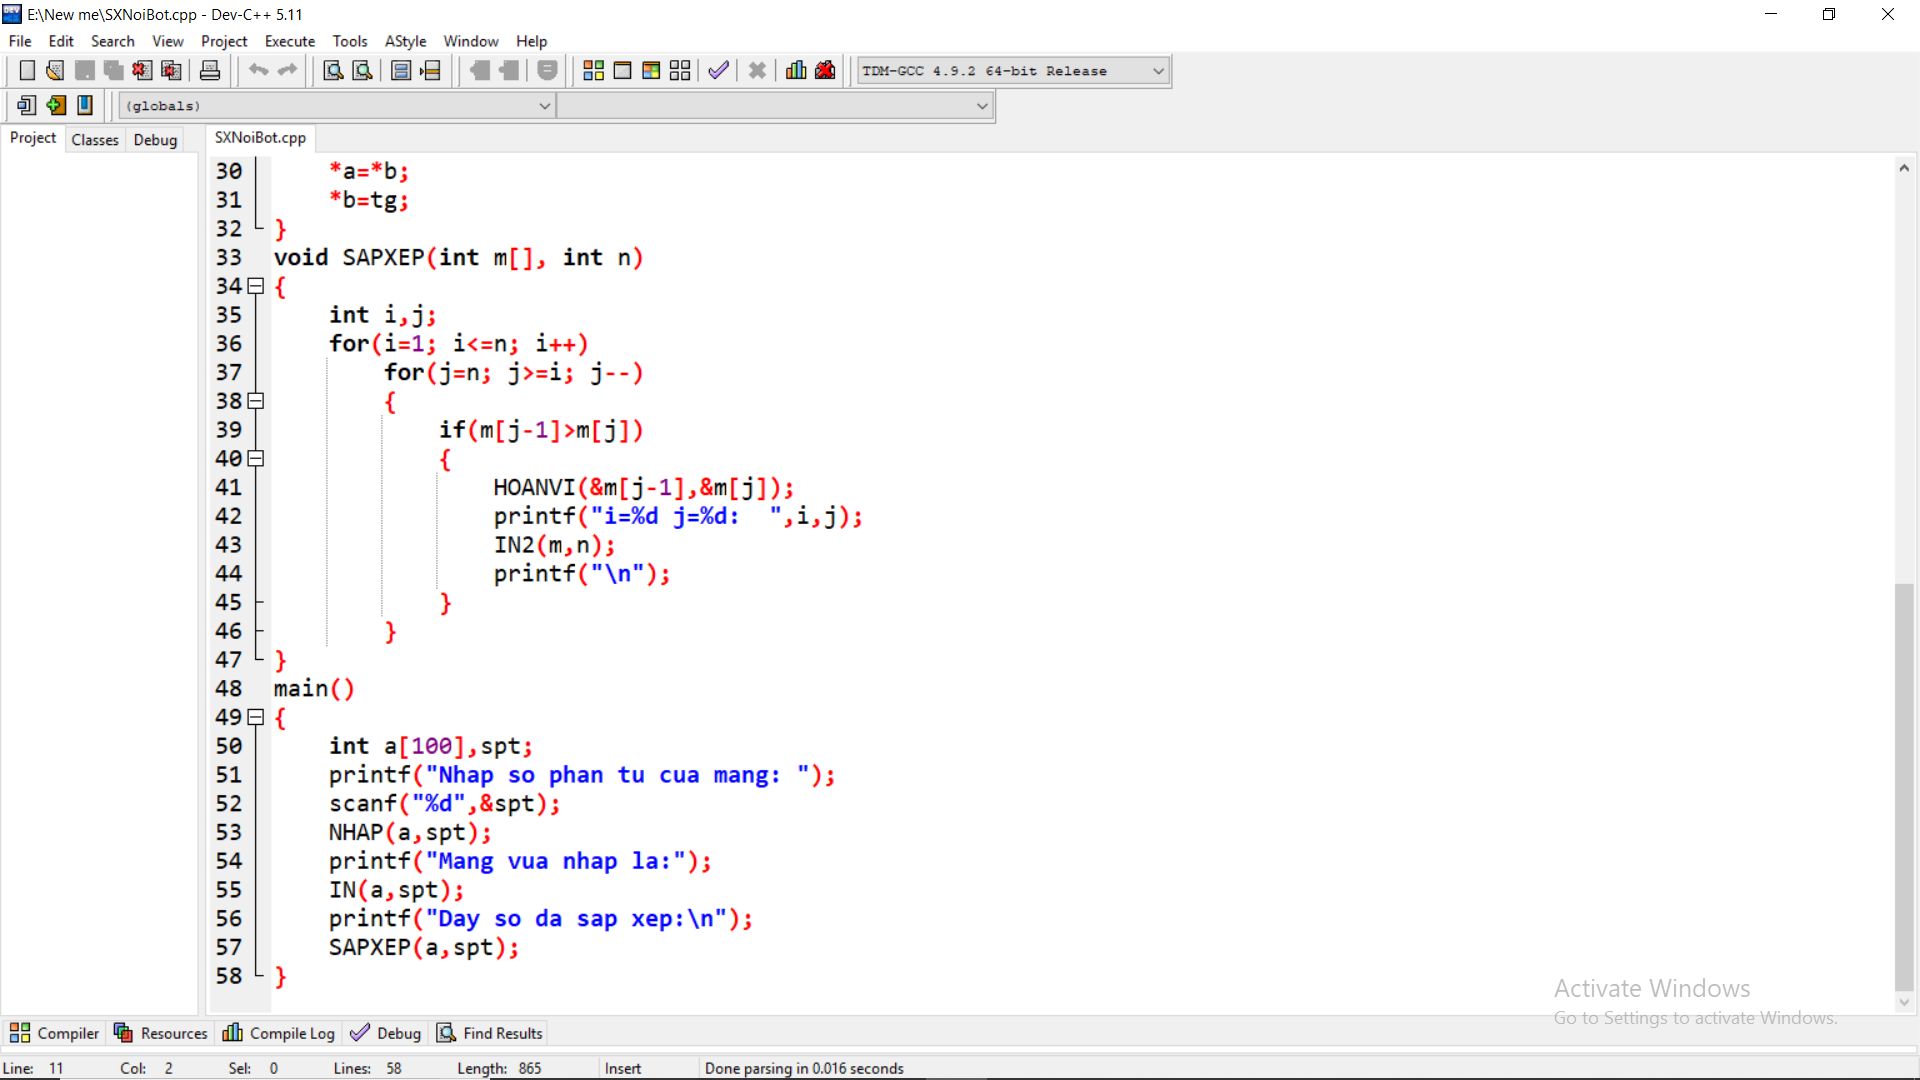 E:\New me\SXNoiBot.cpp - Dev-C++ 5.11
File Edit Search View Project Execute Tools AStyle Window Help
TDM-GCC 4.9.2 64-bit Release
(globals)
Project Classes Debug SXNoiBot.cpp
30 *a=*b;
31 *b=tg;
32 }
33 void SAPXEP(int m[], int n)
34 {
35 int i,j;
36 for(i=1; i<=n; i++)
37 for(j=n; j>=i; j--)
38 {
39 if(m[j-1]>m[j])
40 {
41 HOANVI(&m[j-1],&m[j]);
42 printf("i=%d j=%d:  ",i,j);
43 IN2(m,n);
44 printf("\n");
45 }
46 }
47 }
48 main()
49 {
50 int a[100],spt;
51 printf("Nhap so phan tu cua mang: ");
52 scanf("%d",&spt);
53 NHAP(a,spt);
54 printf("Mang vua nhap la:");
55 IN(a,spt);
56 printf("Day so da sap xep:\n");
57 SAPXEP(a,spt);
58 }
Activate Windows
Go to Settings to activate Windows.
Compiler Resources Compile Log Debug Find Results
Line: 11 Col: 2 Sel: 0 Lines: 58 Length: 865 Insert Done parsing in 0.016 seconds